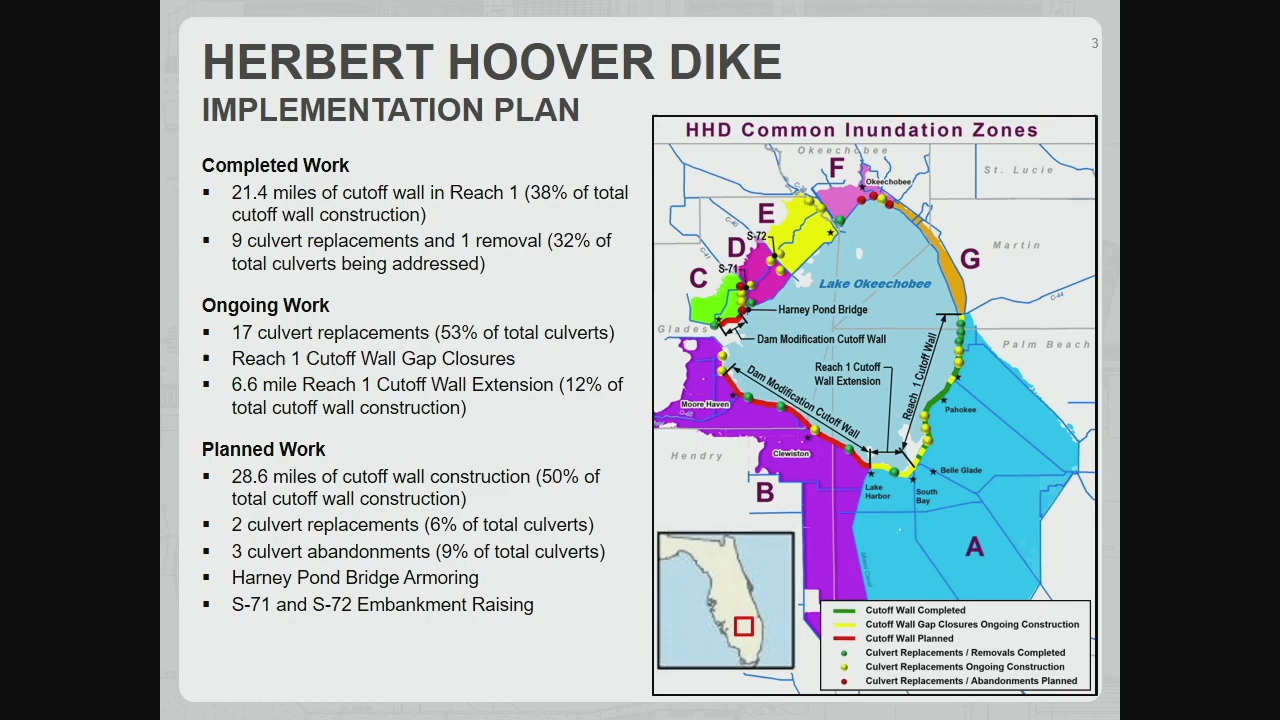 3
HERBERT HOOVER DIKE
IMPLEMENTATION PLAN
Completed Work
▪ 21.4 miles of cutoff wall in Reach 1 (38% of total
cutoff wall construction)
▪ 9 culvert replacements and 1 removal (32% of
total culverts being addressed)
Ongoing Work
▪ 17 culvert replacements (53% of total culverts)
▪ Reach 1 Cutoff Wall Gap Closures
▪ 6.6 mile Reach 1 Cutoff Wall Extension (12% of
total cutoff wall construction)
Planned Work
▪ 28.6 miles of cutoff wall construction (50% of
total cutoff wall construction)
▪ 2 culvert replacements (6% of total culverts)
▪ 3 culvert abandonments (9% of total culverts)
▪ Harney Pond Bridge Armoring
▪ S-71 and S-72 Embankment Raising
HHD Common Inundation Zones
Okeechobee
F
St. Lucie
Okeechobee
C-38
E
C-40
S-72
D
Martin
C-41
G
S-71
C
Lake Okeechobee
C-44
Harney Pond Bridge
Glades
Dam Modification Cutoff Wall
Palm Beach
Reach 1 Cutoff
Wall Extension
Reach 1 Cutoff Wall
Dam Modification Cutoff Wall
Moore Haven
Pahokee
Clewiston
Hendry
Belle Glade
Lake
Harbor
South
Bay
B
A
Miami Canal
Cutoff Wall Completed
Cutoff Wall Gap Closures Ongoing Construction
Cutoff Wall Planned
Culvert Replacements / Removals Completed
Culvert Replacements Ongoing Construction
Culvert Replacements / Abandonments Planned